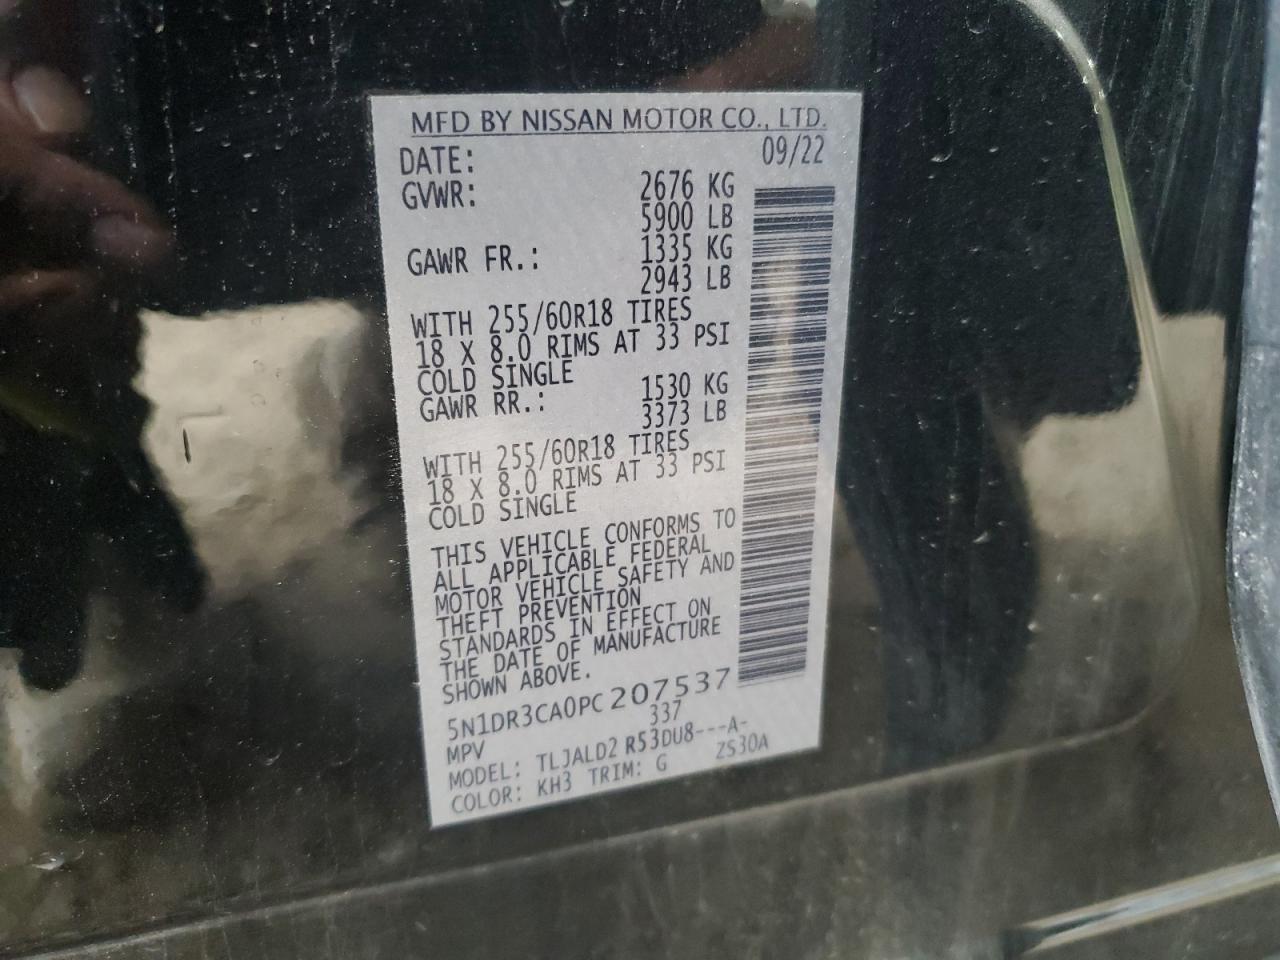 MFD BY NISSAN MOTOR CO., LTD.
DATE: 09/22
GVWR: 2676 KG
5900 LB
GAWR FR.: 1335 KG
2943 LB
WITH 255/60R18 TIRES
18 X 8.0 RIMS AT 33 PSI
COLD SINGLE
GAWR RR.: 1530 KG
3373 LB
WITH 255/60R18 TIRES
18 X 8.0 RIMS AT 33 PSI
COLD SINGLE
THIS VEHICLE CONFORMS TO
ALL APPLICABLE FEDERAL
MOTOR VEHICLE SAFETY AND
THEFT PREVENTION
STANDARDS IN EFFECT ON
THE DATE OF MANUFACTURE
SHOWN ABOVE.
5N1DR3CA0PC207537
MPV 337
MODEL: TLJALD2 R53DU8---A-
COLOR: KH3 TRIM: G ZS30A